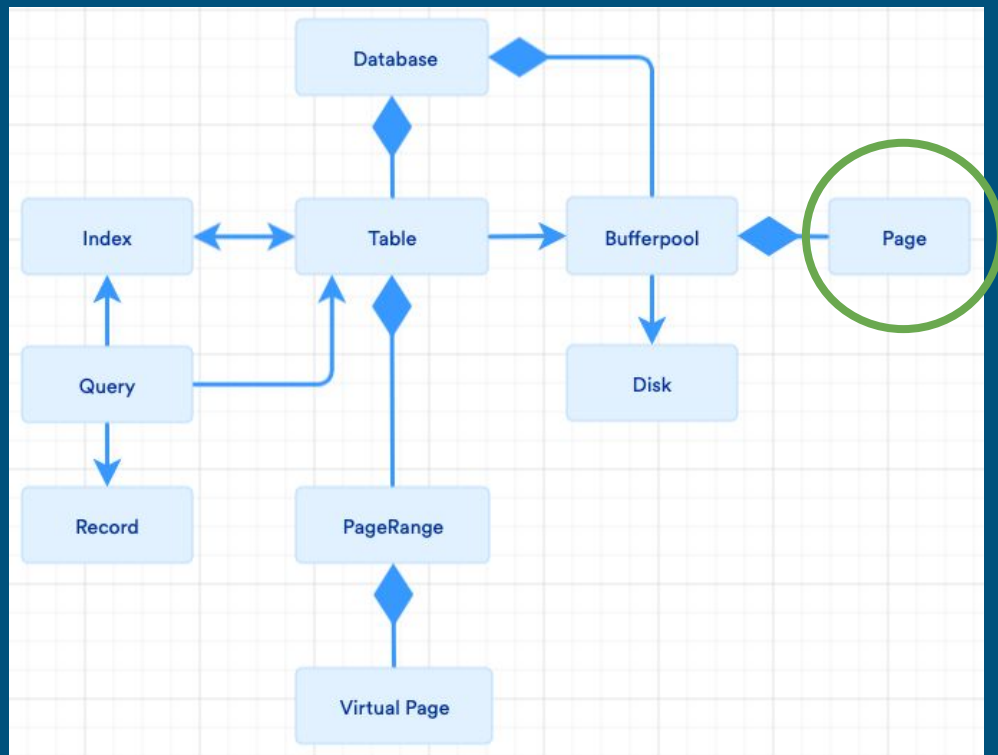 Database
Index
Table
Bufferpool
Page
Query
Disk
Record
PageRange
Virtual Page